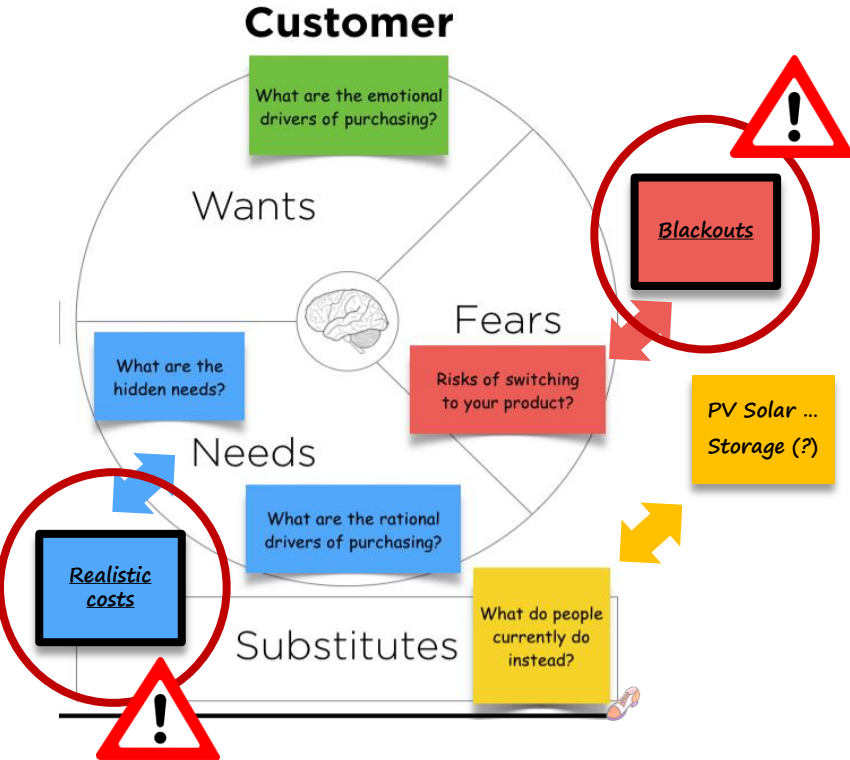 Customer
What are the emotional
drivers of purchasing?
Wants
!
Blackouts
Fears
What are the
hidden needs?
Risks of switching
to your product?
PV Solar ...
Storage (?)
Needs
What are the rational
drivers of purchasing?
Realistic
costs
What do people
currently do
instead?
Substitutes
!